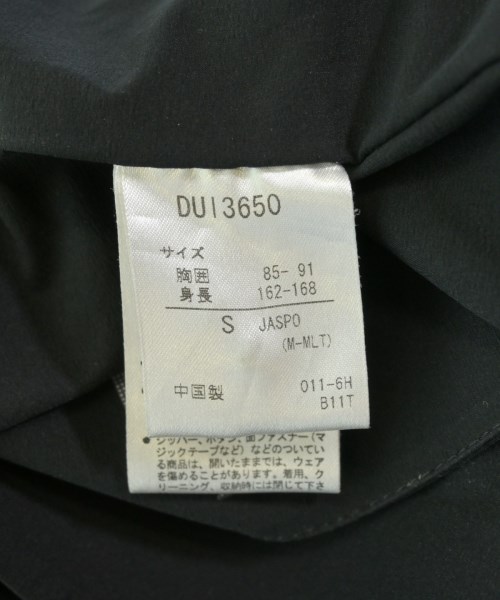 DUI3650
サイズ
胸囲 85- 91
身長 162-168
S JASPO
(M-MLT)
中国製 011-6H
B11T
ジッパー、ボタン、面ファスナー(マ
ジックテープなど)などのついてい
る商品は、開いたままでは、ウェア
を傷めることがあります。着用、ク
リーニング、収納時には閉じて下さ